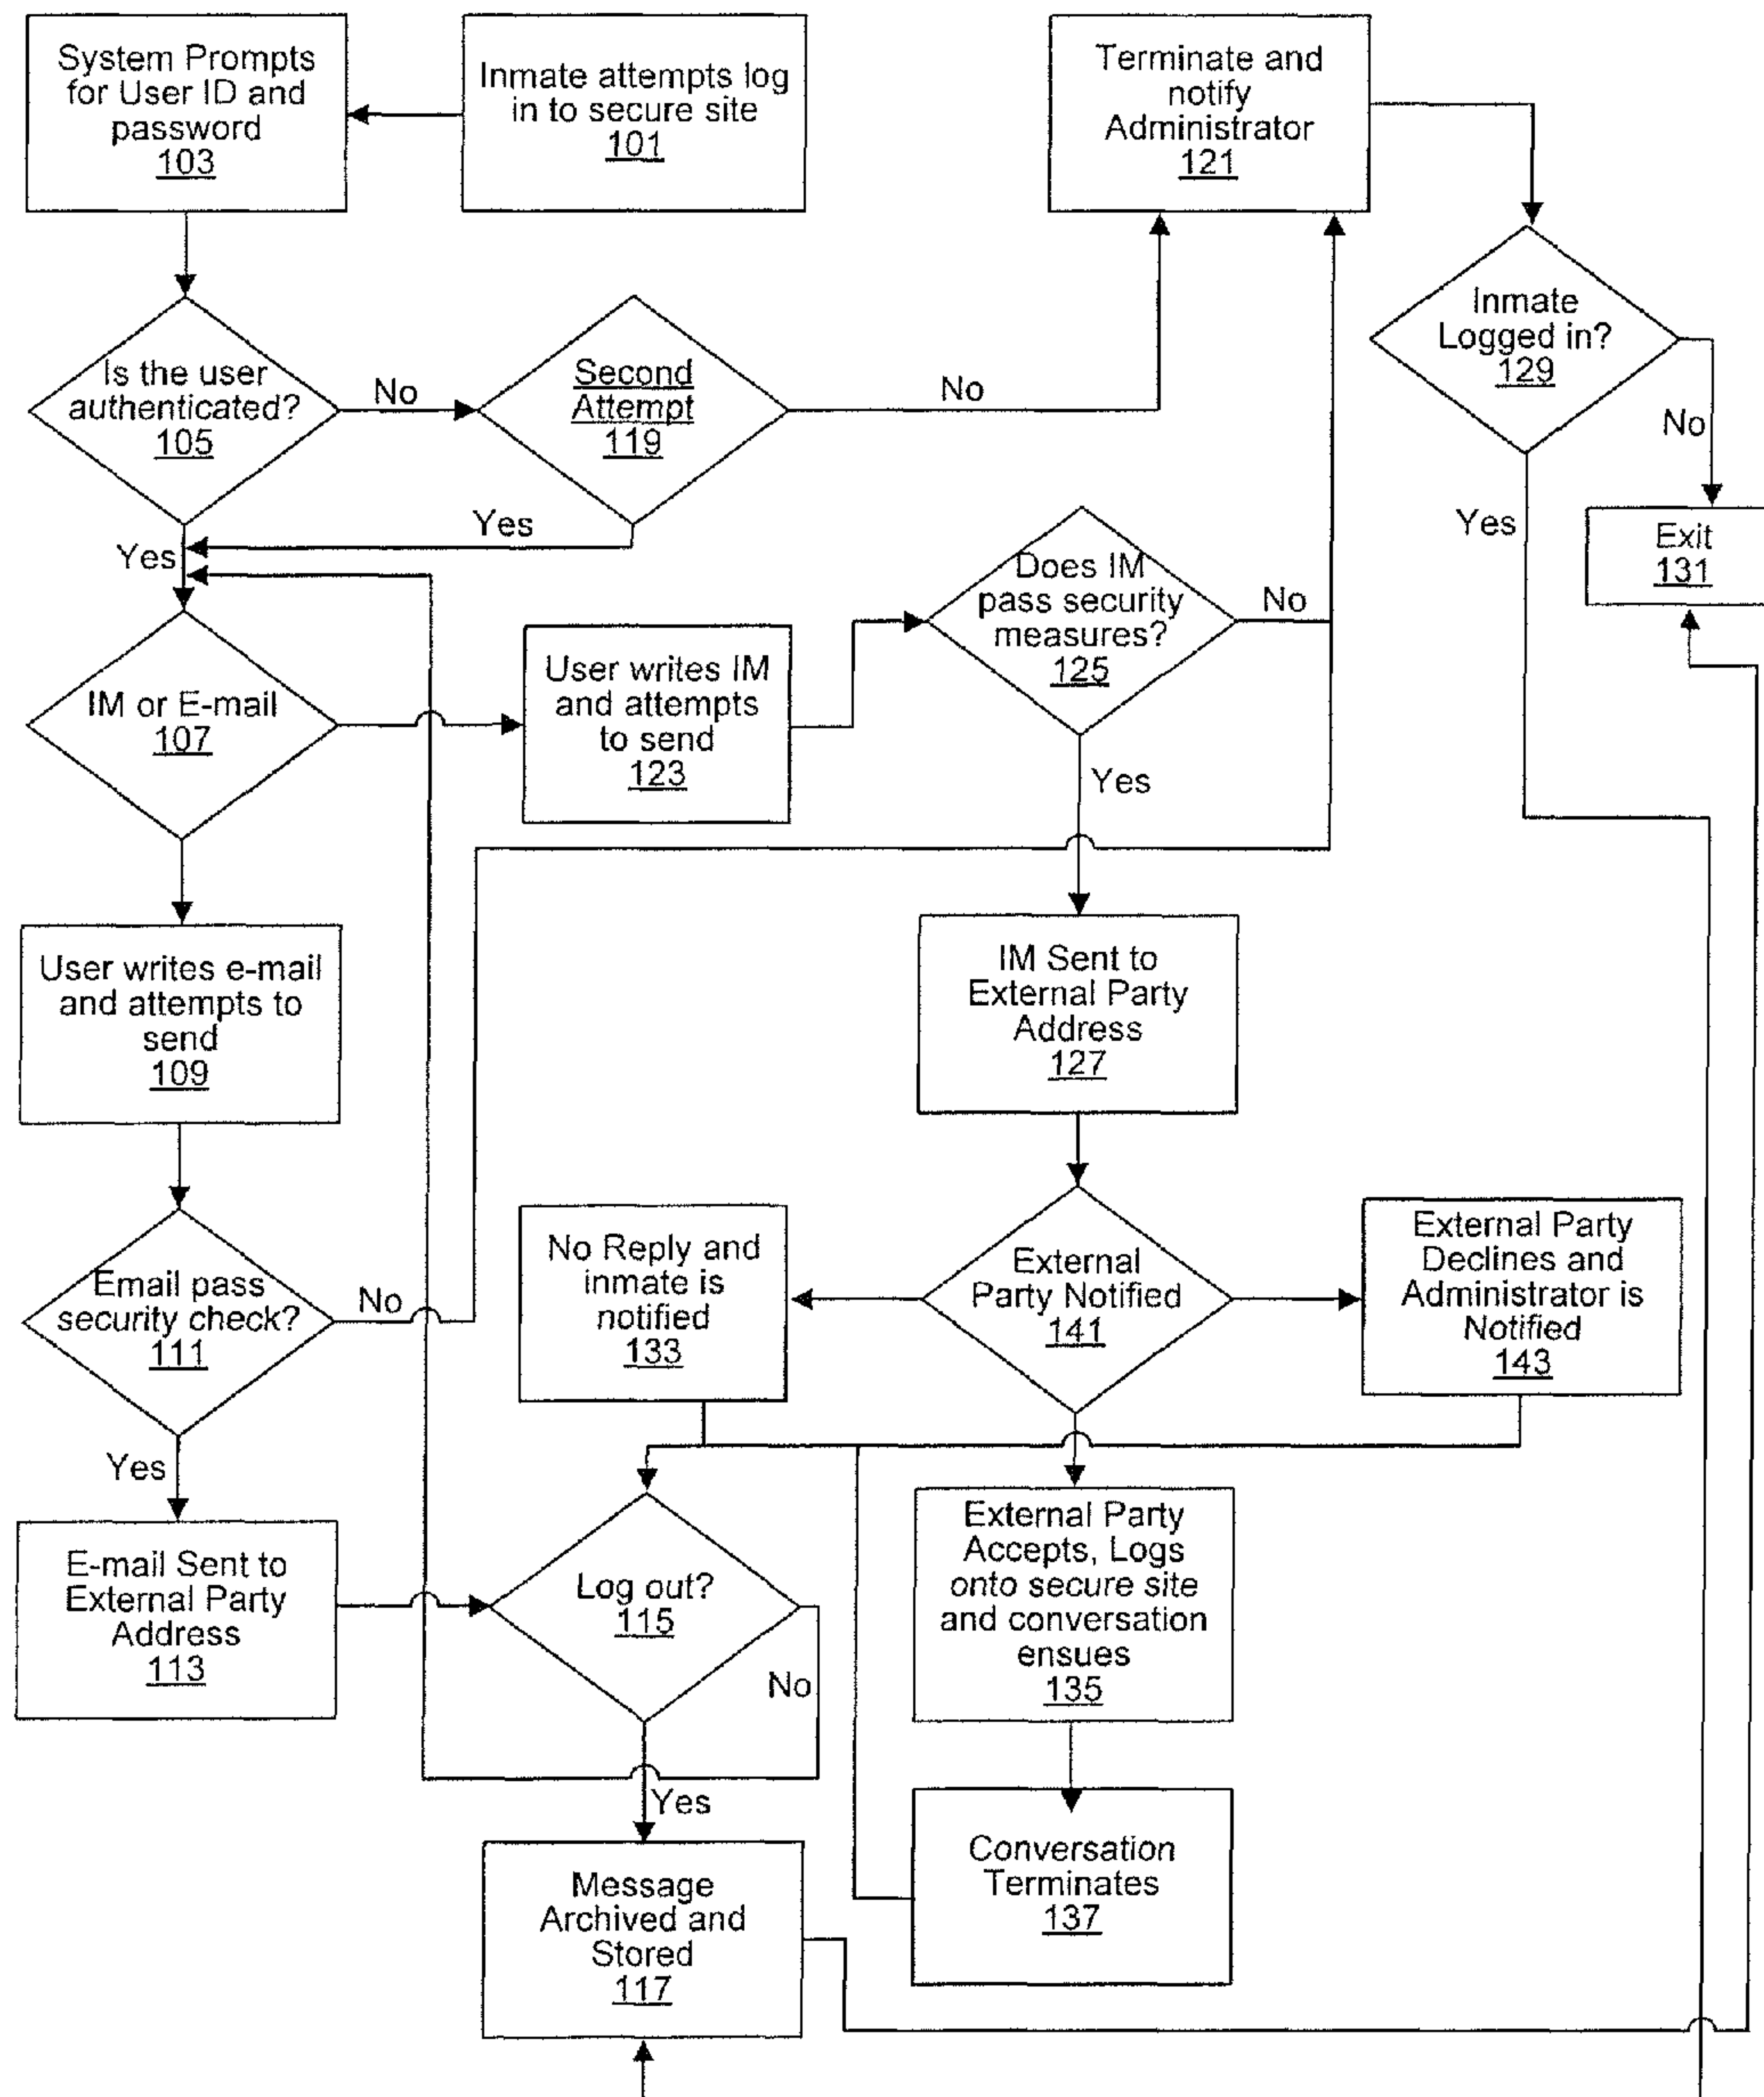 System Prompts
for User ID and
password
103
Inmate attempts log
in to secure site
101
Terminate and
notify
Administrator
121
Is the user
authenticated?
105
No
Second
Attempt
119
No
Inmate
Logged in?
129
No
Yes
Yes
Yes
Exit
131
IM or E-mail
107
User writes IM
and attempts
to send
123
Does IM
pass security
measures?
125
No
Yes
User writes e-mail
and attempts to
send
109
IM Sent to
External Party
Address
127
Email pass
security check?
111
No
Yes
No Reply and
inmate is
notified
133
External
Party Notified
141
External Party
Declines and
Administrator is
Notified
143
E-mail Sent to
External Party
Address
113
Log out?
115
No
Yes
External Party
Accepts, Logs
onto secure site
and conversation
ensues
135
Message
Archived and
Stored
117
Conversation
Terminates
137